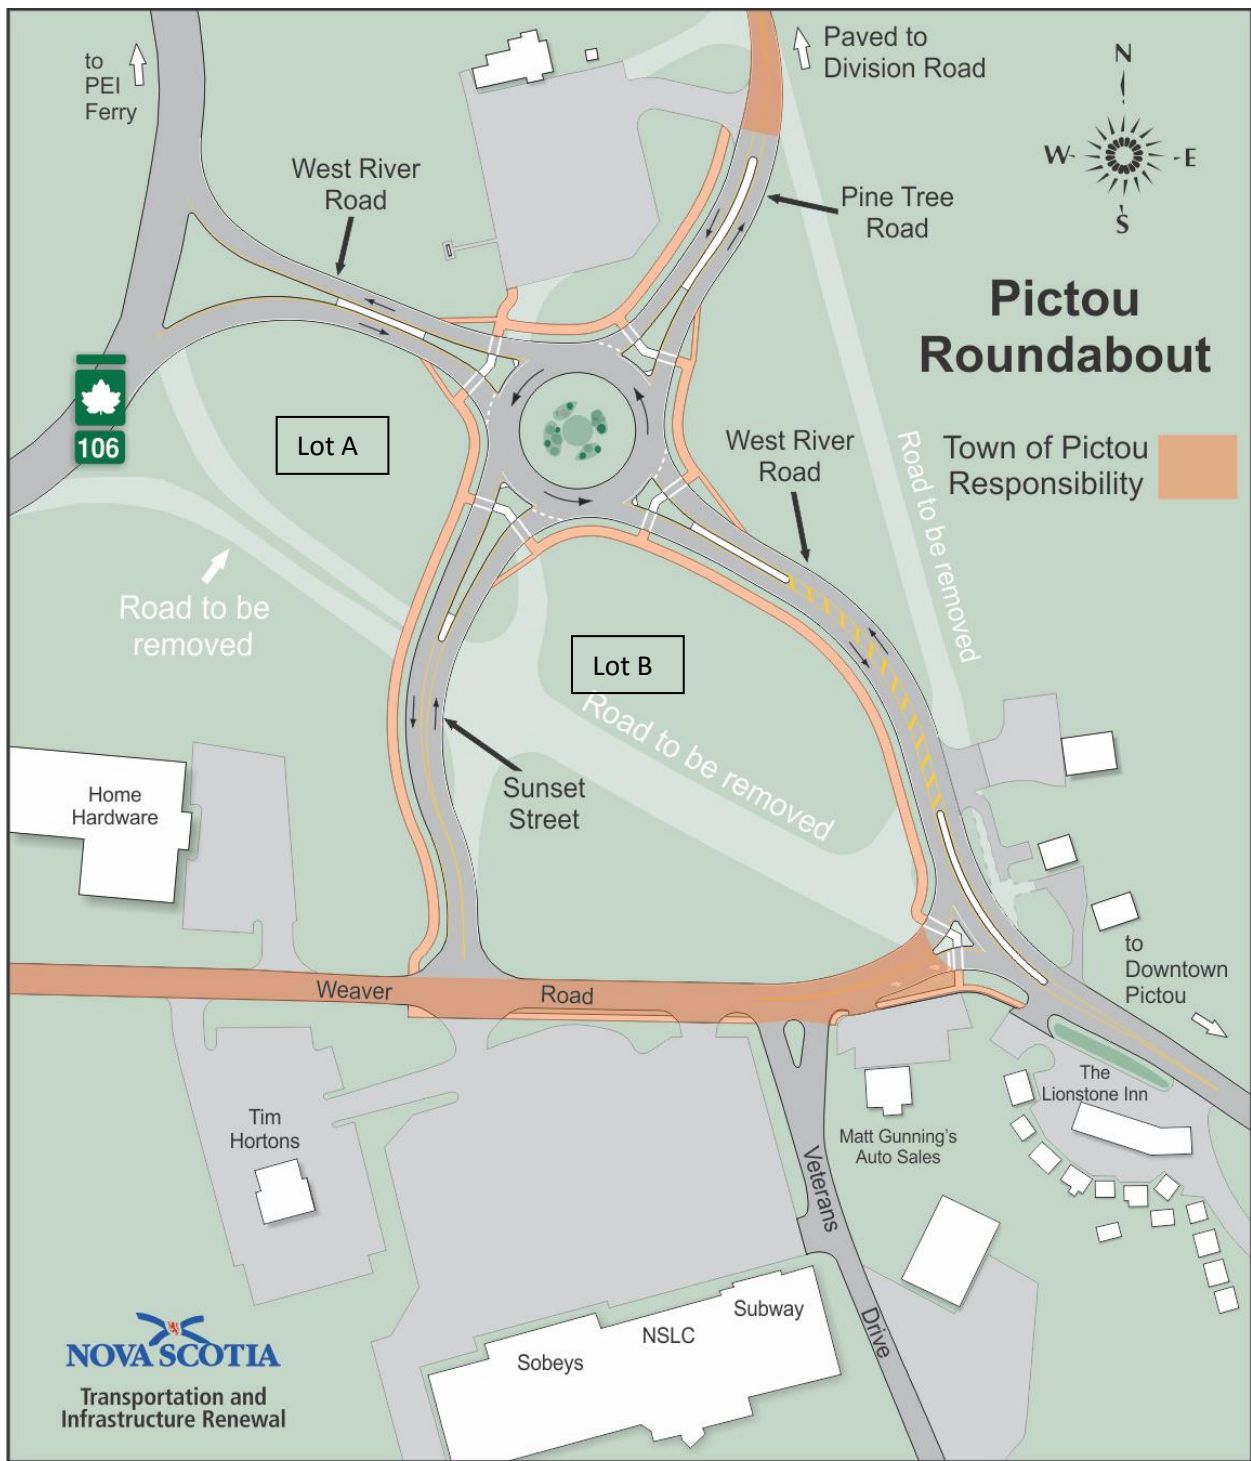 to
PEI
Ferry
Paved to
Division Road
N
W
E
S
West River
Road
Pine Tree
Road
Pictou
Roundabout
106
Lot A
West River
Road
Town of Pictou
Responsibility
Road to be removed
Road to be
removed
Lot B
Road to be removed
Home
Hardware
Sunset
Street
to
Downtown
Pictou
Weaver
Road
The
Lionstone Inn
Tim
Hortons
Matt Gunning's
Auto Sales
Veterans
Drive
Subway
NSLC
Sobeys
NOVA SCOTIA
Transportation and
Infrastructure Renewal